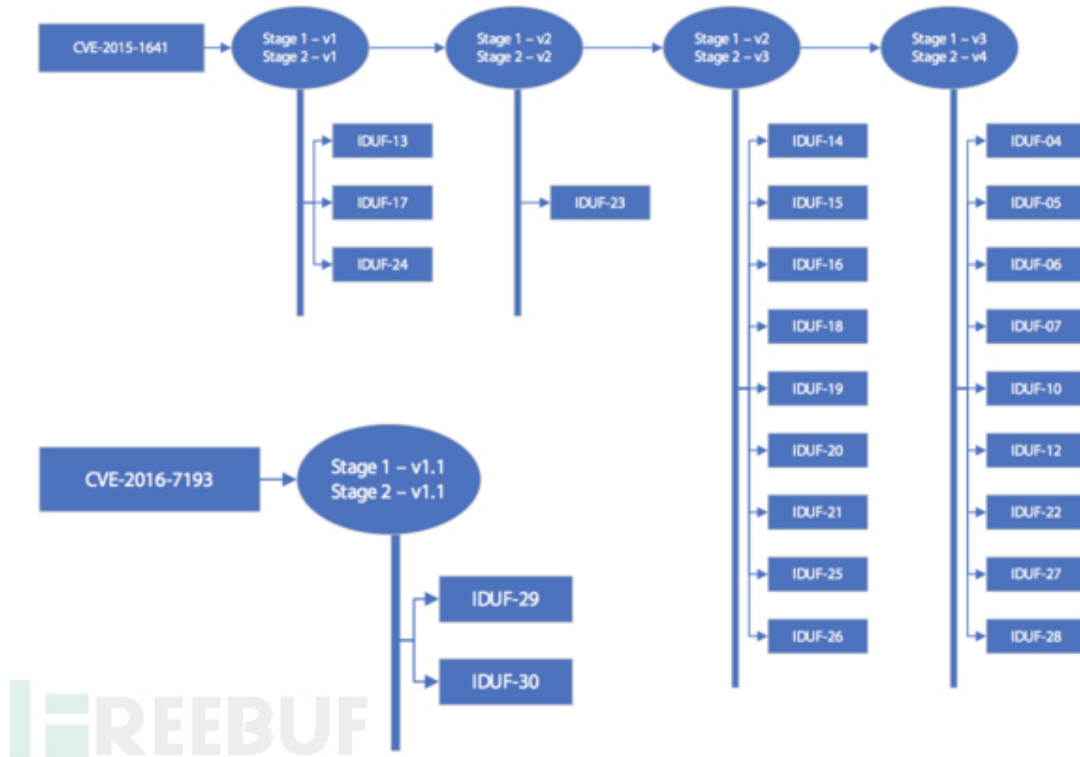 CVE-2015-1641
Stage 1 – v1
Stage 2 – v1
Stage 1 – v2
Stage 2 – v2
Stage 1 – v2
Stage 2 – v3
Stage 1 – v3
Stage 2 – v4
IDUF-13
IDUF-17
IDUF-24
IDUF-23
IDUF-14
IDUF-15
IDUF-16
IDUF-18
IDUF-19
IDUF-20
IDUF-21
IDUF-25
IDUF-26
IDUF-04
IDUF-05
IDUF-06
IDUF-07
IDUF-10
IDUF-12
IDUF-22
IDUF-27
IDUF-28
CVE-2016-7193
Stage 1 – v1.1
Stage 2 – v1.1
IDUF-29
IDUF-30
FREEBUF